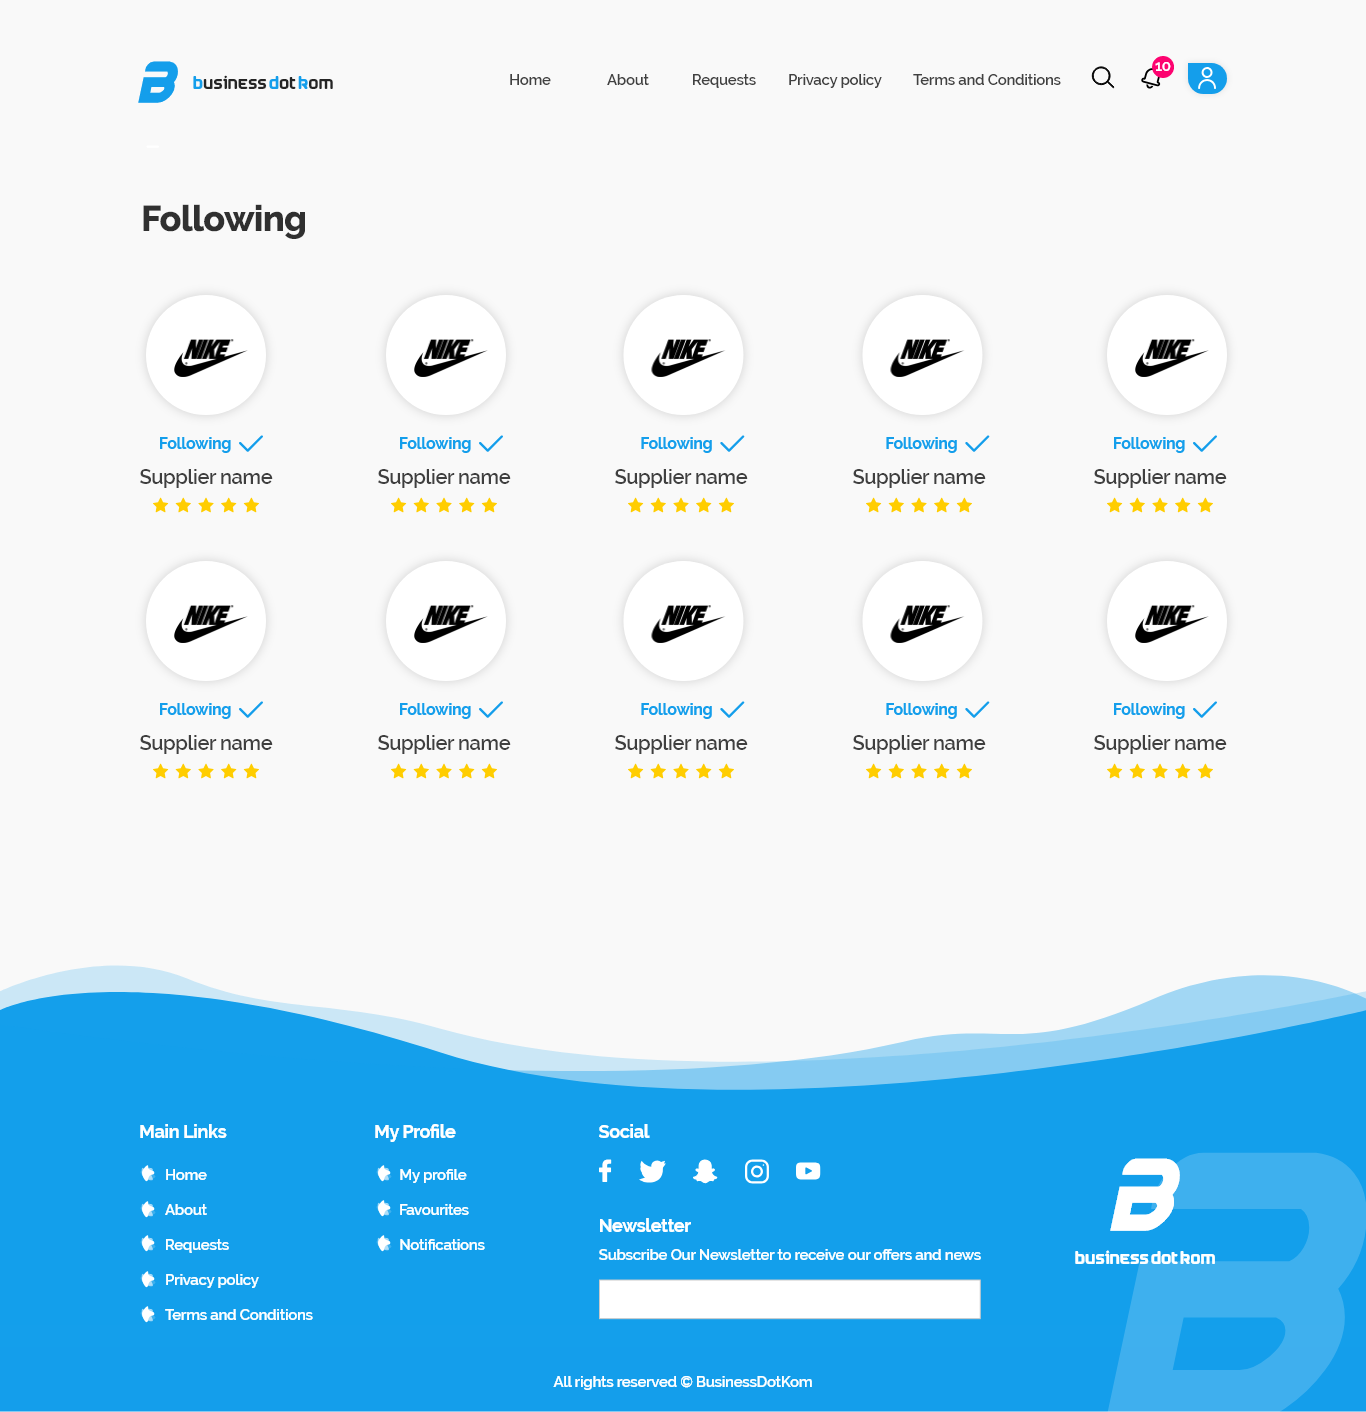 business dot kom
Home About Requests Privacy policy Terms and Conditions
10
Following
NIKE NIKE NIKE NIKE NIKE
Following Following Following Following Following
Supplier name Supplier name Supplier name Supplier name Supplier name
NIKE NIKE NIKE NIKE NIKE
Following Following Following Following Following
Supplier name Supplier name Supplier name Supplier name Supplier name
Main Links
Home
About
Requests
Privacy policy
Terms and Conditions
My Profile
My profile
Favourites
Notifications
Social
Newsletter
Subscribe Our Newsletter to receive our offers and news
business dot kom
All rights reserved © BusinessDotKom